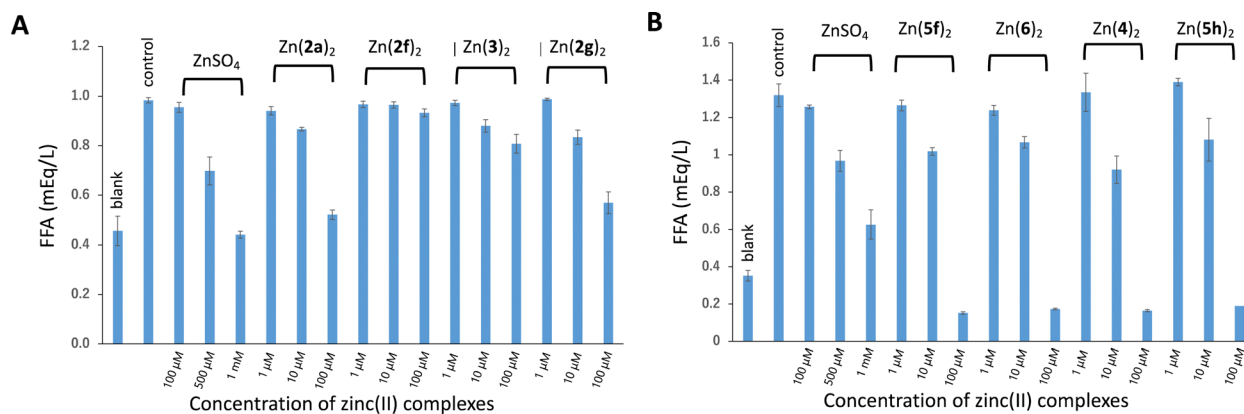 A
ZnSO4
Zn(2a)2
Zn(2f)2
Zn(3)2
Zn(2g)2
control
blank
1.2
1.0
0.8
0.6
0.4
0.2
0.0
FFA (mEq/L)
100 µM
500 µM
1 mM
1 µM
10 µM
100 µM
1 µM
10 µM
100 µM
1 µM
10 µM
100 µM
1 µM
10 µM
100 µM
Concentration of zinc(II) complexes
B
ZnSO4
Zn(5f)2
Zn(6)2
Zn(4)2
Zn(5h)2
control
blank
1.6
1.4
1.2
1
0.8
0.6
0.4
0.2
0
FFA (mEq/L)
100 µM
500 µM
1 mM
1 µM
10 µM
100 µM
1 µM
10 µM
100 µM
1 µM
10 µM
100 µM
1 µM
10 µM
100 µM
Concentration of zinc(II) complexes